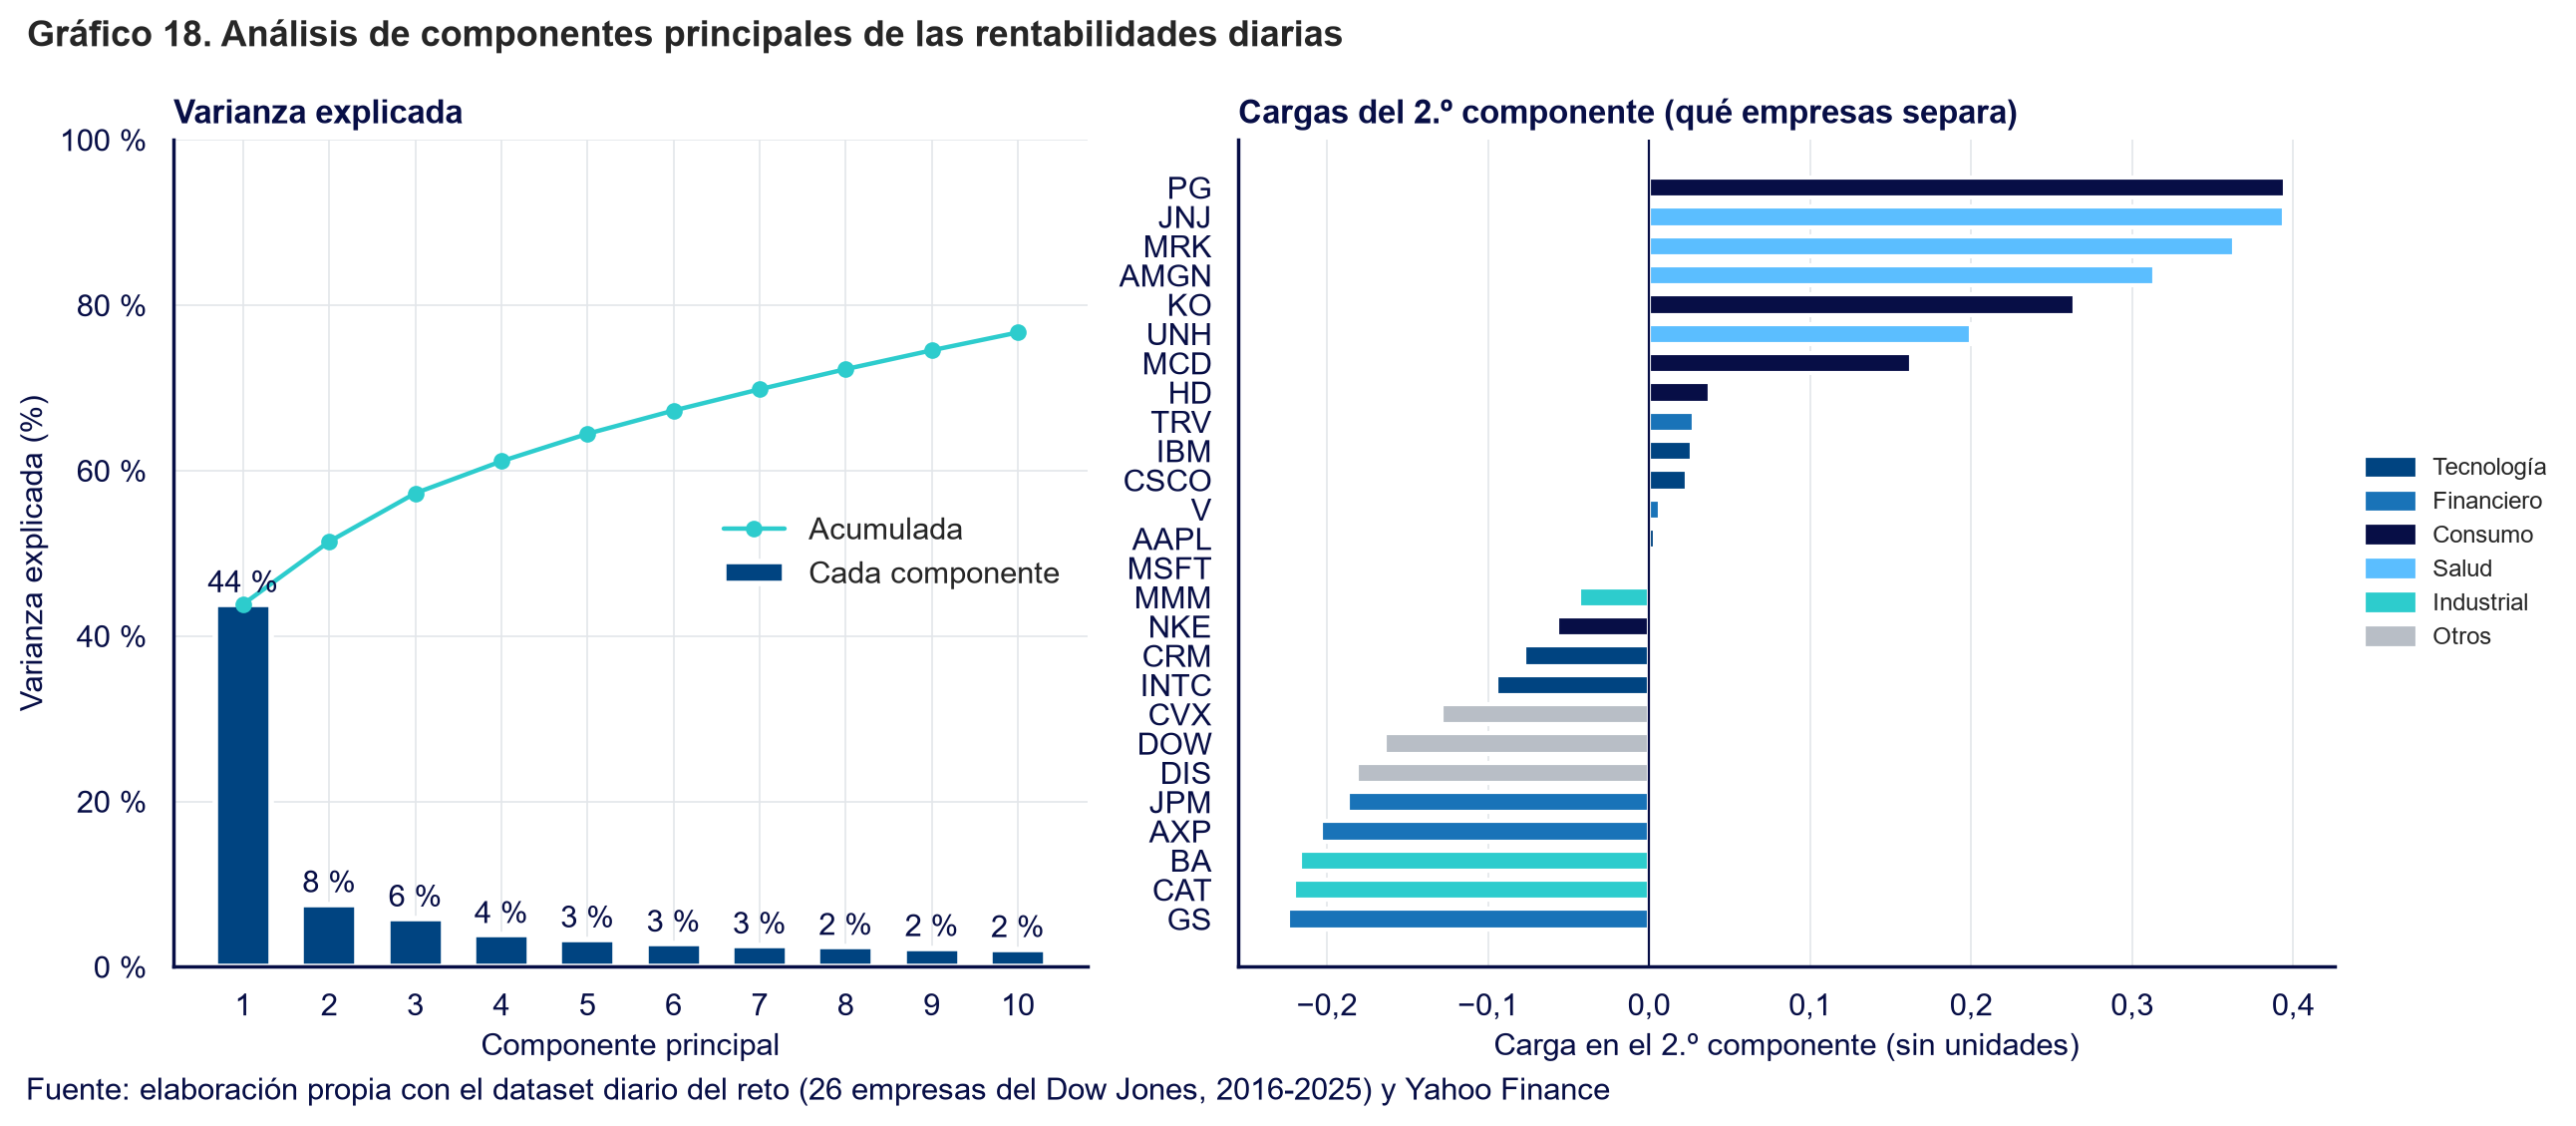 Gráfico 18. Análisis de componentes principales de las rentabilidades diarias
Varianza explicada
100 %
80 %
60 %
40 %
20 %
0 %
Varianza explicada (%)
44 %
8 %
6 %
4 %
3 %
3 %
3 %
2 %
2 %
2 %
Acumulada
Cada componente
1 2 3 4 5 6 7 8 9 10
Componente principal
Cargas del 2.º componente (qué empresas separa)
PG
JNJ
MRK
AMGN
KO
UNH
MCD
HD
TRV
IBM
CSCO
V
AAPL
MSFT
MMM
NKE
CRM
INTC
CVX
DOW
DIS
JPM
AXP
BA
CAT
GS
−0,2 −0,1 0,0 0,1 0,2 0,3 0,4
Carga en el 2.º componente (sin unidades)
Tecnología
Financiero
Consumo
Salud
Industrial
Otros
Fuente: elaboración propia con el dataset diario del reto (26 empresas del Dow Jones, 2016-2025) y Yahoo Finance